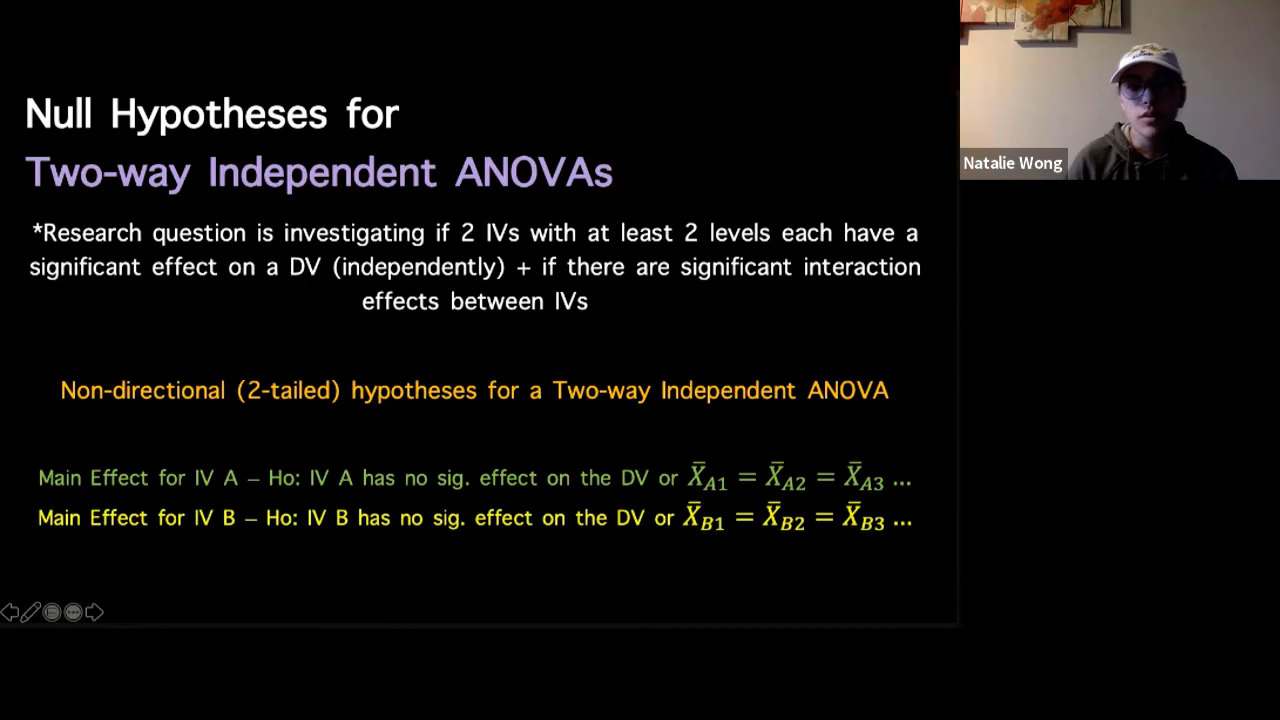 Null Hypotheses for
Two-way Independent ANOVAs
*Research question is investigating if 2 IVs with at least 2 levels each have a
significant effect on a DV (independently) + if there are significant interaction
effects between IVs
Non-directional (2-tailed) hypotheses for a Two-way Independent ANOVA
Main Effect for IV A – Ho: IV A has no sig. effect on the DV or X̄A1 = X̄A2 = X̄A3 ...
Main Effect for IV B – Ho: IV B has no sig. effect on the DV or X̄B1 = X̄B2 = X̄B3 ...
Natalie Wong